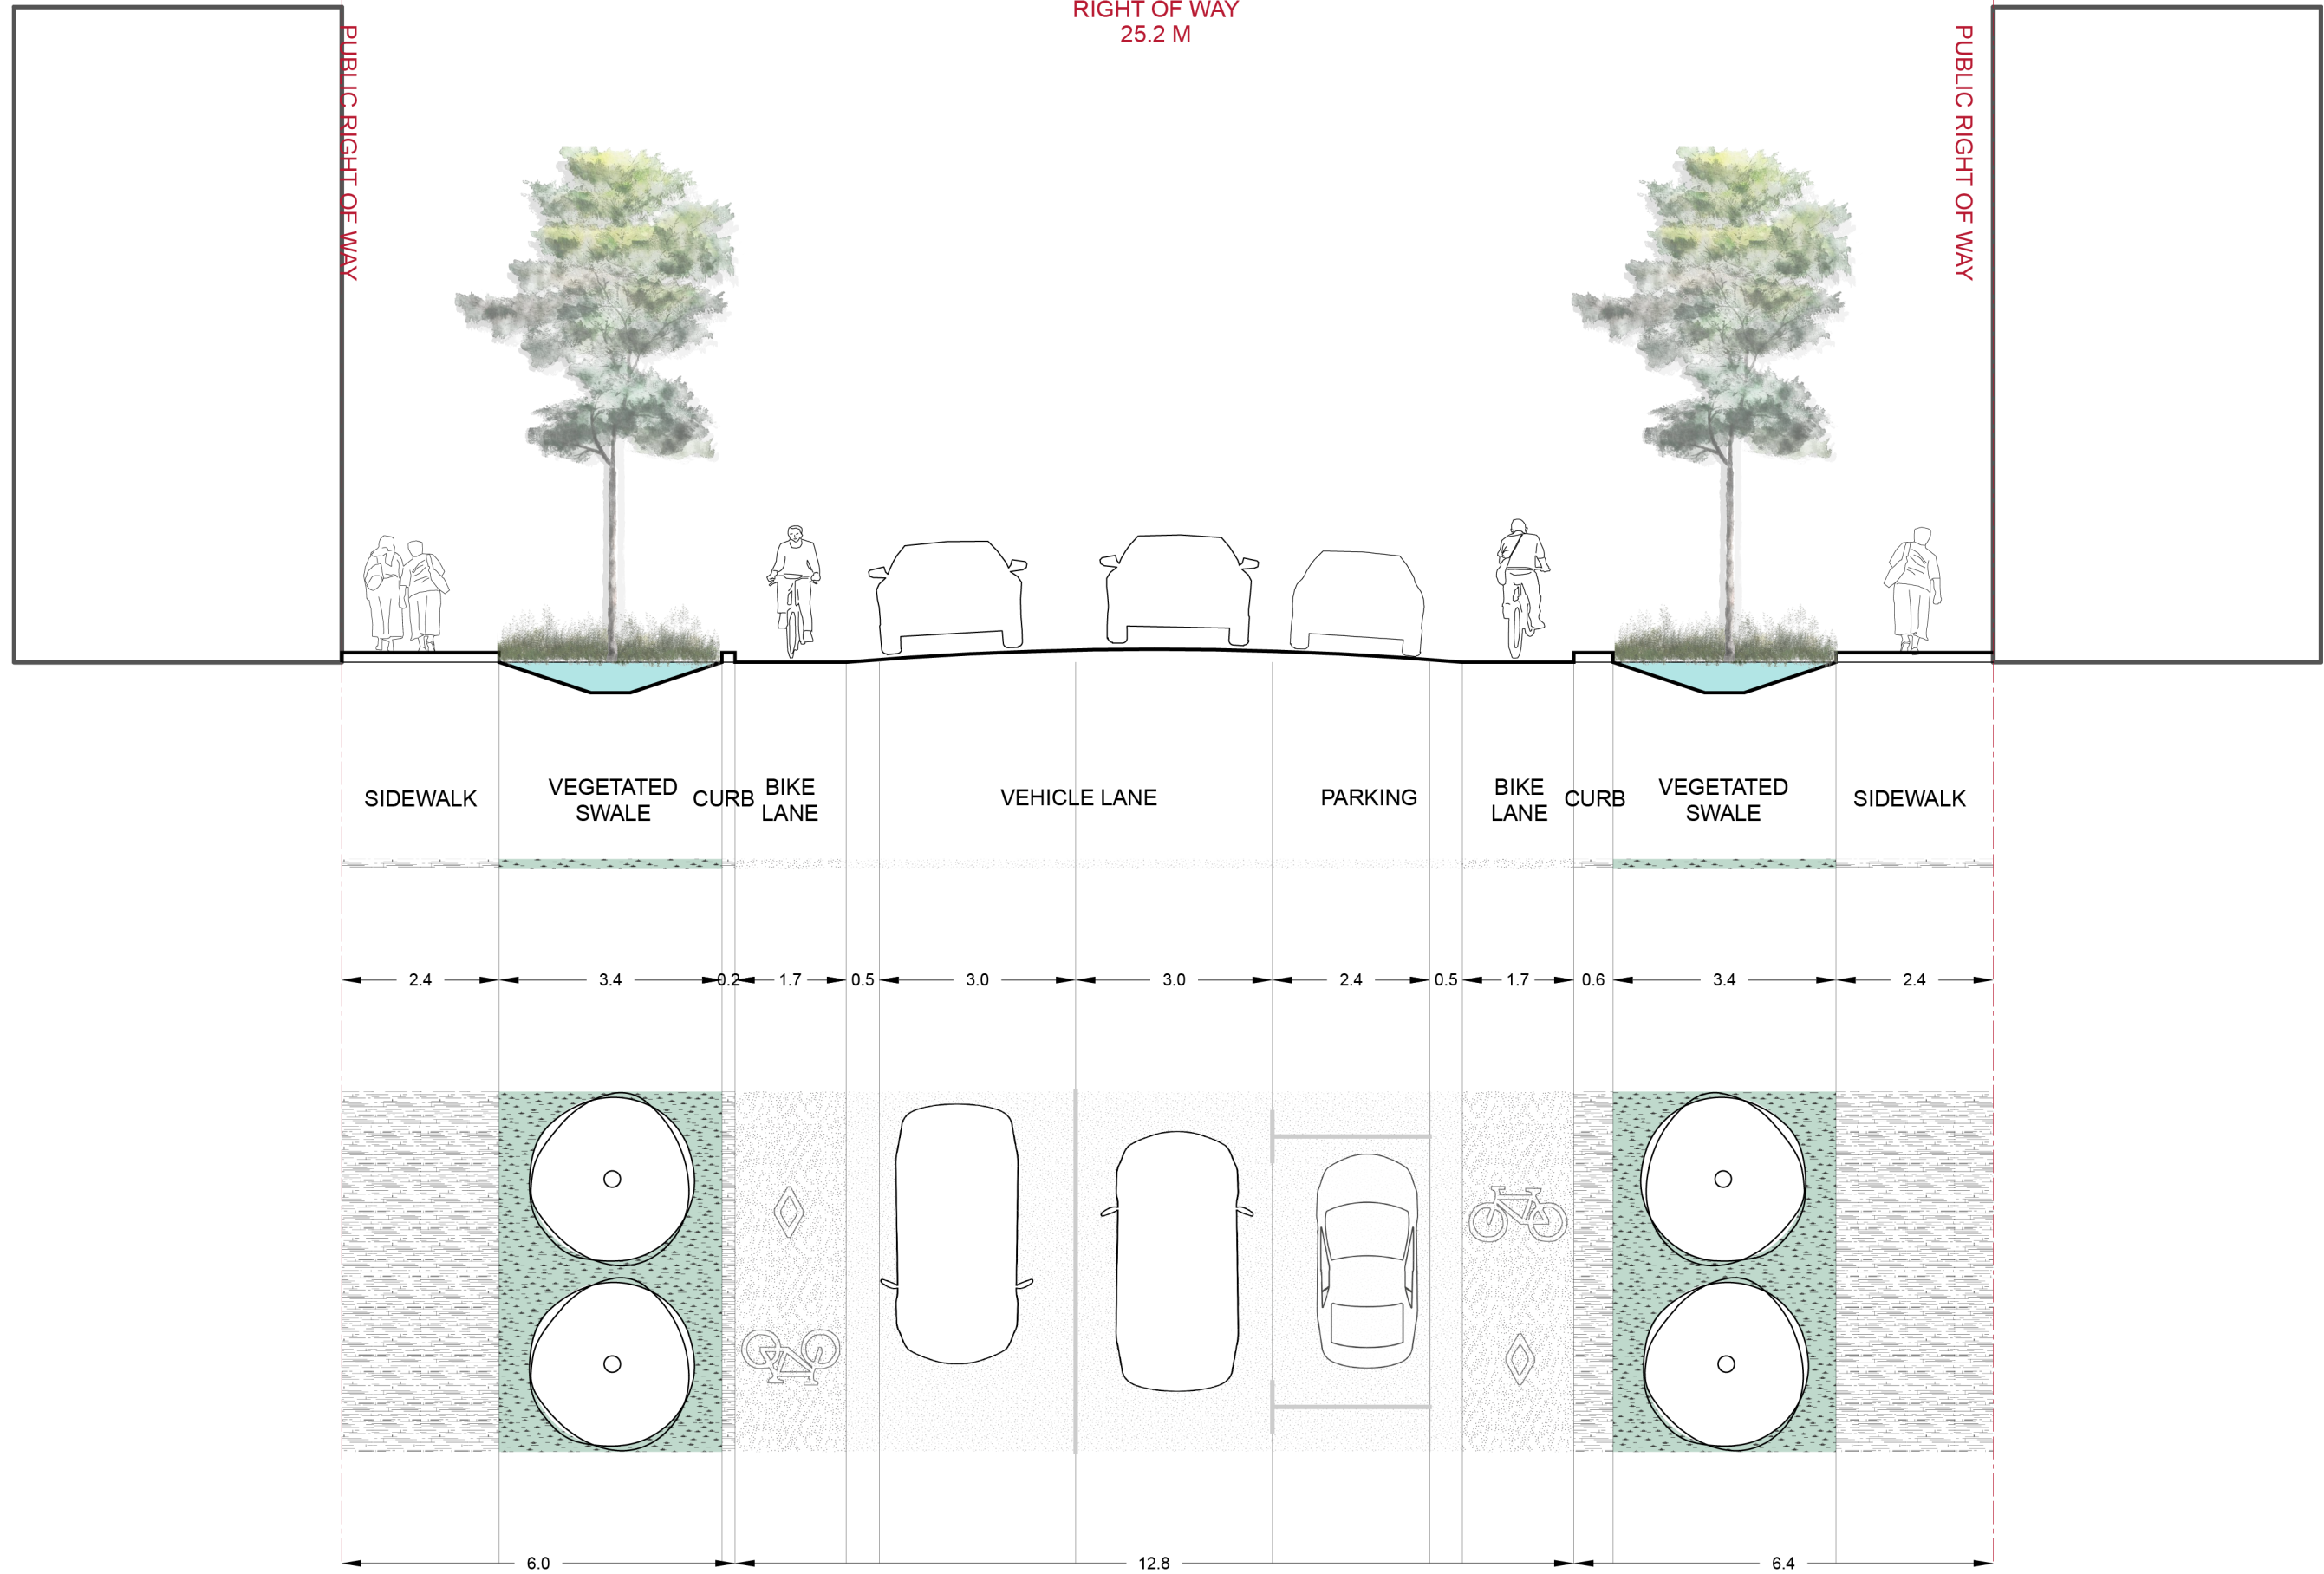 RIGHT OF WAY
25.2 M
PUBLIC RIGHT OF WAY
PUBLIC RIGHT OF WAY
SIDEWALK
VEGETATED
SWALE
CURB
BIKE
LANE
VEHICLE LANE
PARKING
BIKE
LANE
CURB
VEGETATED
SWALE
SIDEWALK
2.4
3.4
0.2
1.7
0.5
3.0
3.0
2.4
0.5
1.7
0.6
3.4
2.4
6.0
12.8
6.4